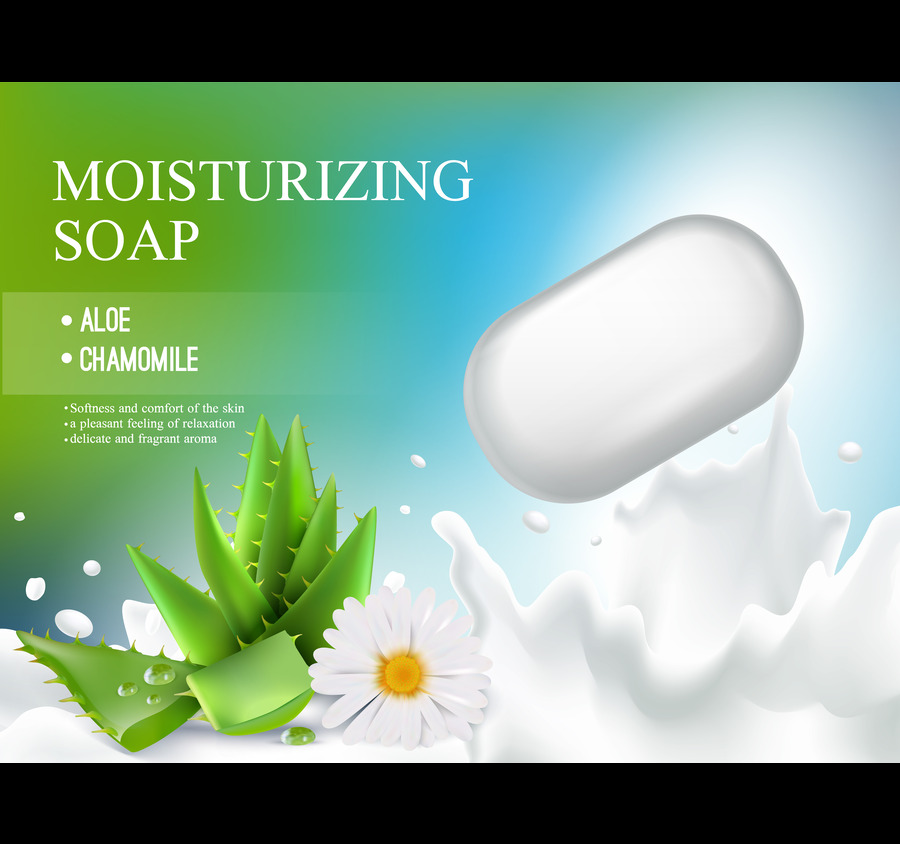 MOISTURIZING
SOAP
• ALOE
• CHAMOMILE
• Softness and comfort of the skin
• a pleasant feeling of relaxation
• delicate and fragrant aroma